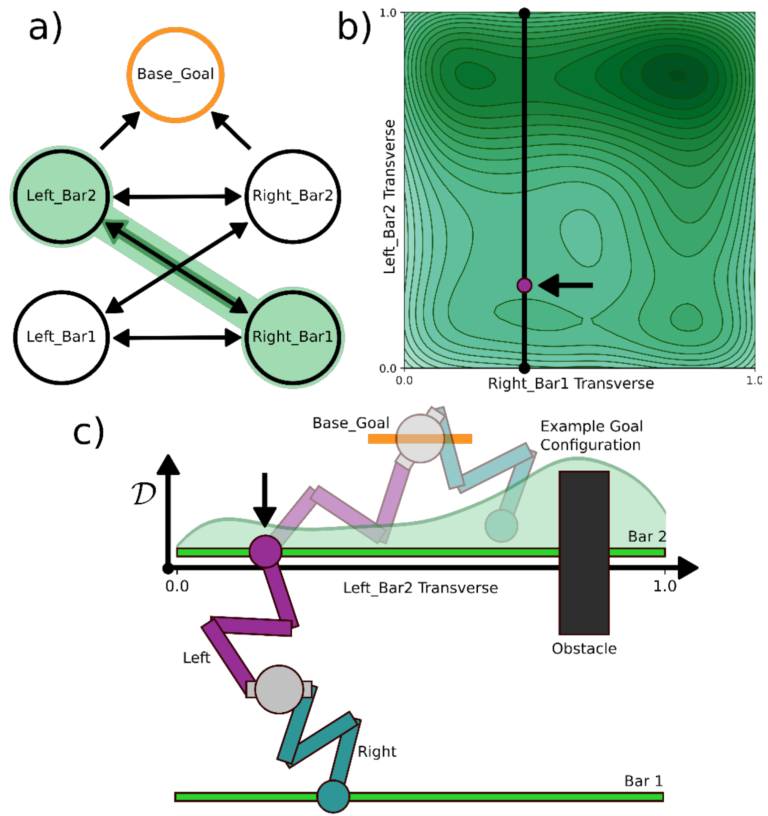 a)
Base_Goal
Left_Bar2
Right_Bar2
Left_Bar1
Right_Bar1
b)
1.0
Left_Bar2 Transverse
0.0
0.0
Right_Bar1 Transverse
1.0
c)
Base_Goal
Example Goal
Configuration
𝒟
Bar 2
0.0
Left_Bar2 Transverse
1.0
Obstacle
Left
Right
Bar 1